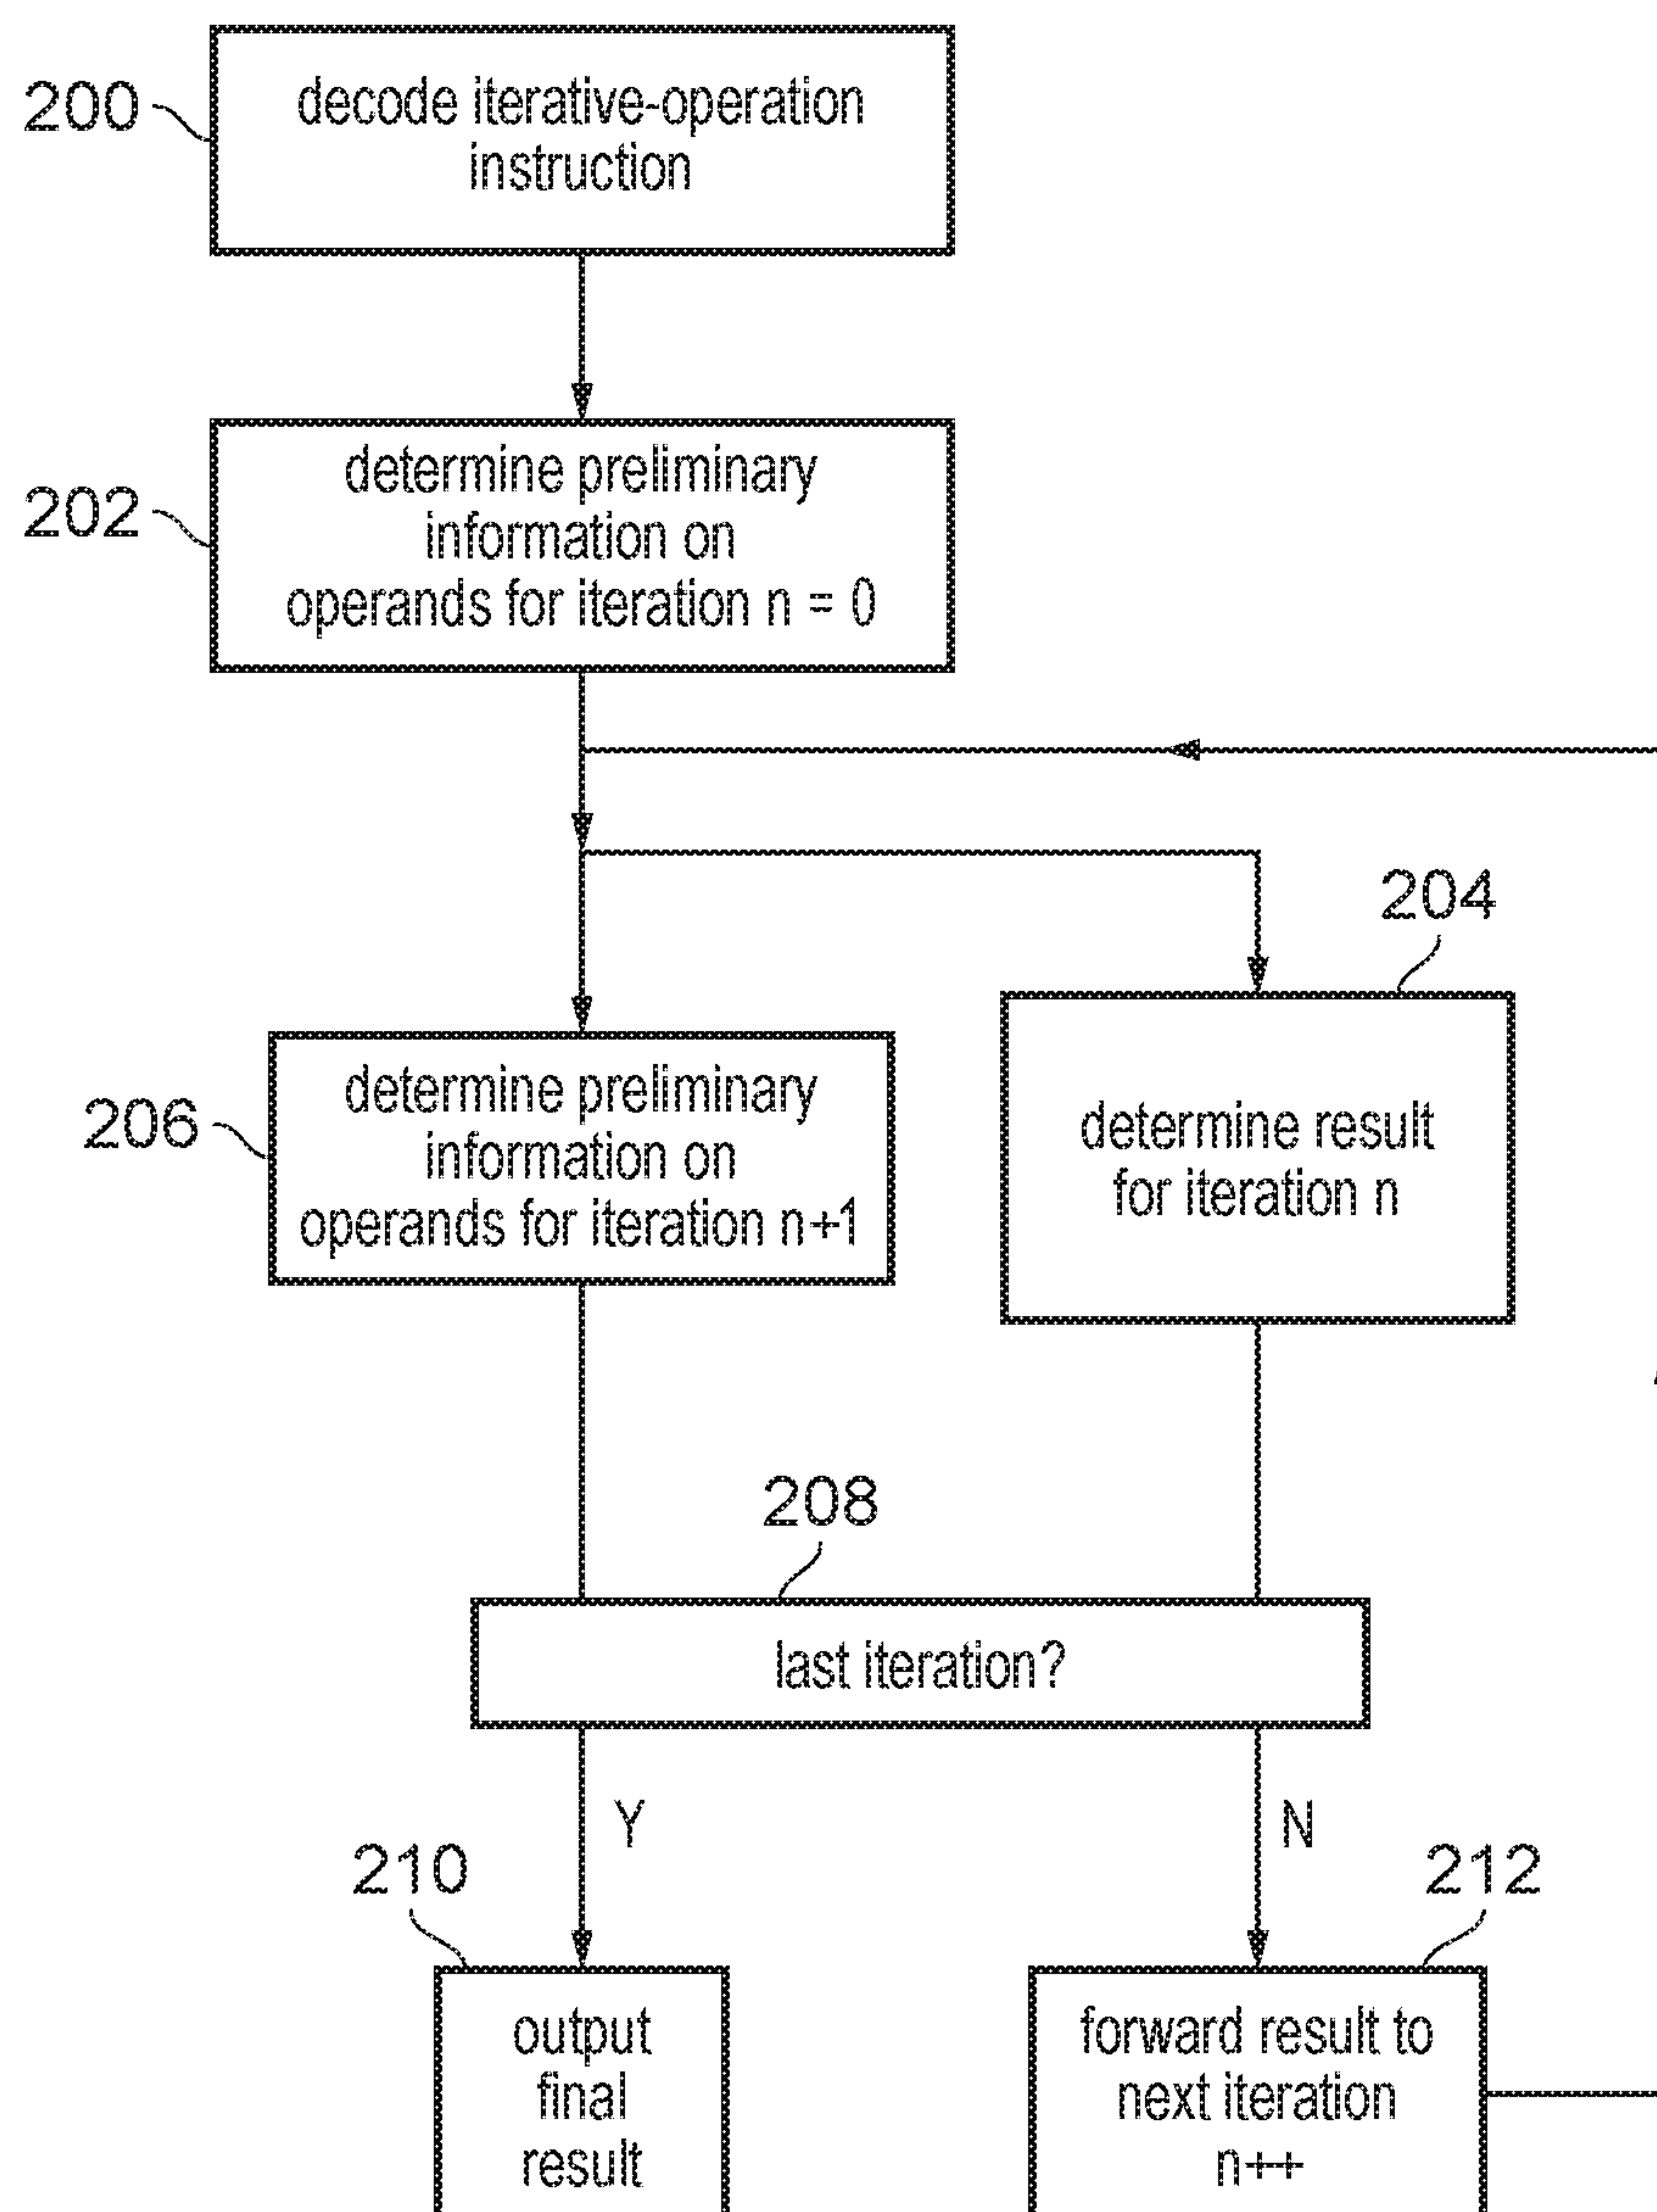 200
decode iterative-operation
instruction
202
determine preliminary
information on
operands for iteration n = 0
204
206
determine preliminary
information on
operands for iteration n+1
determine result
for iteration n
208
last iteration?
Y
N
210
212
output
final
result
forward result to
next iteration
n++